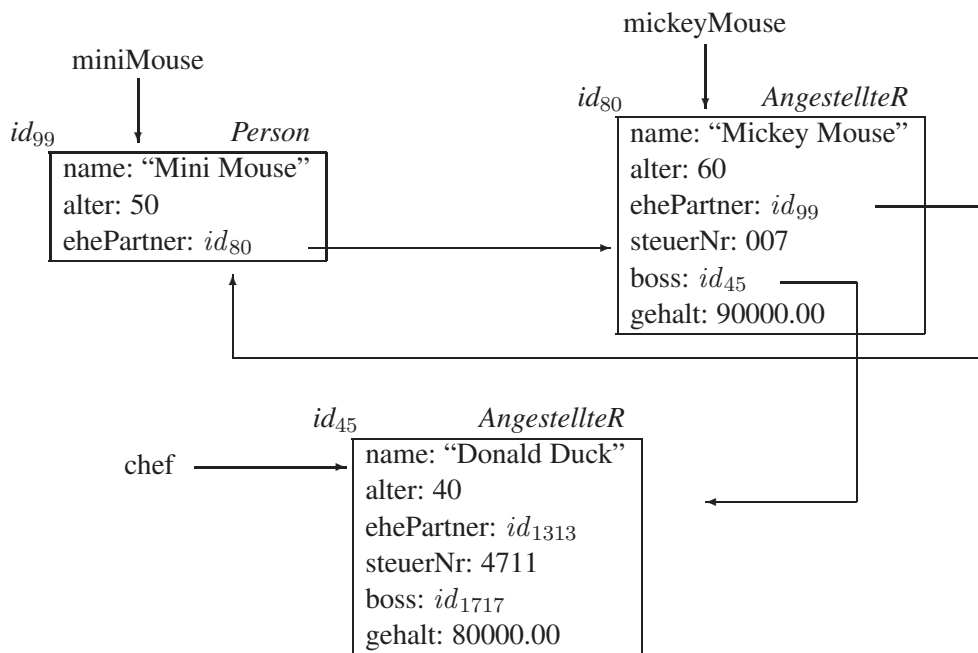 miniMouse
id99 Person
name: “Mini Mouse”
alter: 50
ehePartner: id80
mickeyMouse
id80 AngestellteR
name: “Mickey Mouse”
alter: 60
ehePartner: id99
steuerNr: 007
boss: id45
gehalt: 90000.00
chef
id45 AngestellteR
name: “Donald Duck”
alter: 40
ehePartner: id1313
steuerNr: 4711
boss: id1717
gehalt: 80000.00